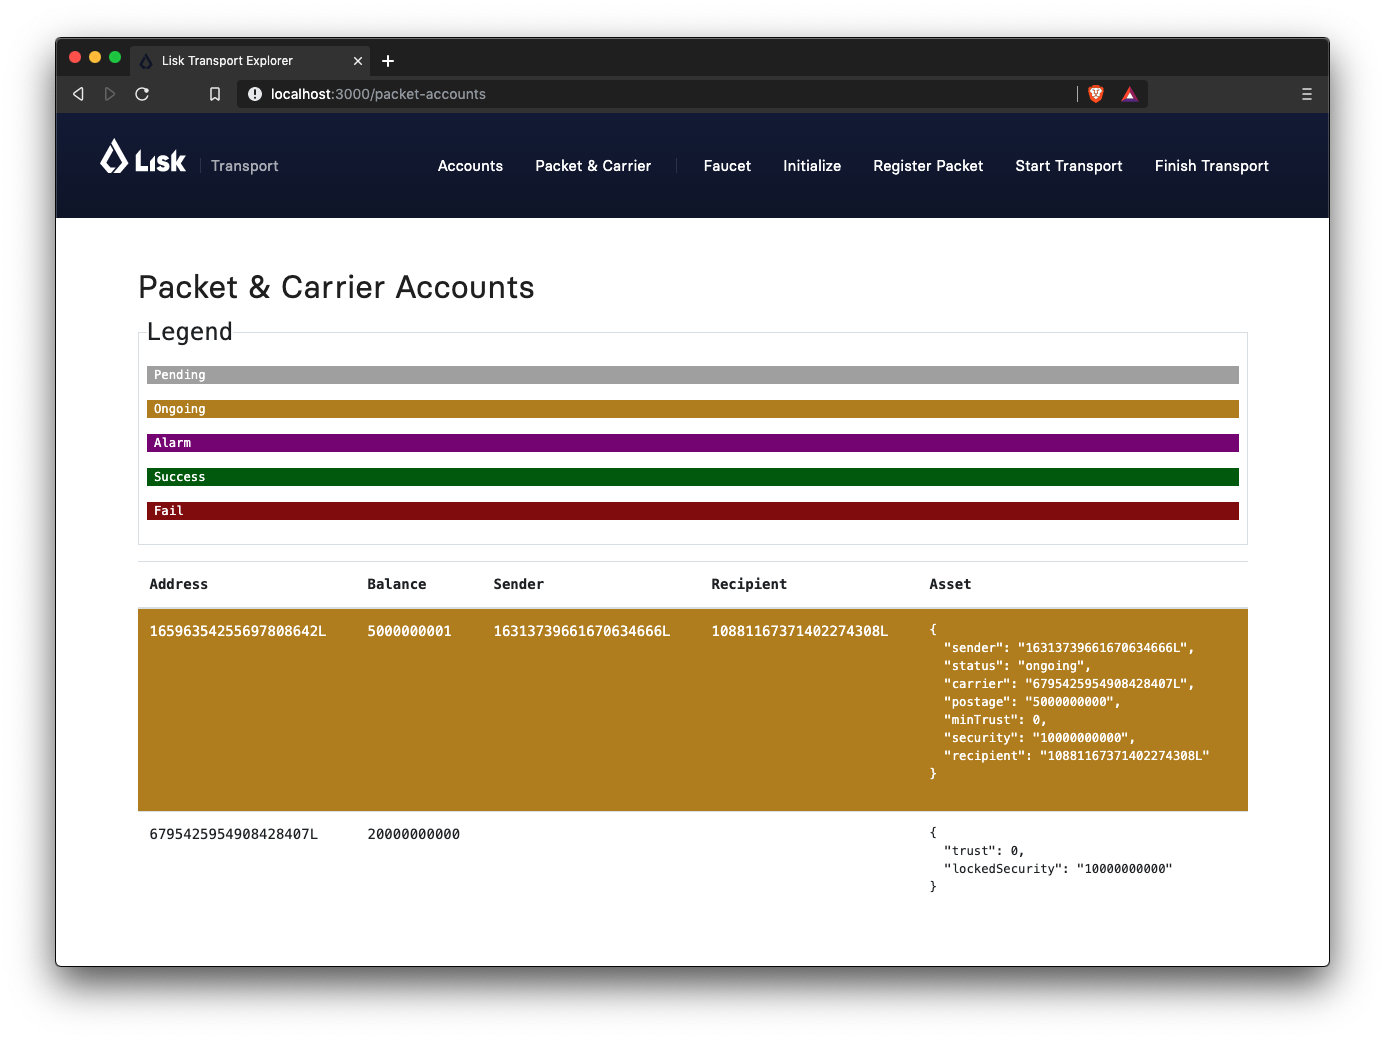 Lisk Transport Explorer
localhost:3000/packet-accounts
Lisk Transport Accounts Packet & Carrier Faucet Initialize Register Packet Start Transport Finish Transport
Packet & Carrier Accounts
Legend
Pending
Ongoing
Alarm
Success
Fail
Address Balance Sender Recipient Asset
16596354255697808642L 5000000001 16313739661670634666L 10881167371402274308L {
"sender": "16313739661670634666L",
"status": "ongoing",
"carrier": "6795425954908428407L",
"postage": "5000000000",
"minTrust": 0,
"security": "10000000000",
"recipient": "10881167371402274308L"
}
6795425954908428407L 20000000000 {
"trust": 0,
"lockedSecurity": "10000000000"
}